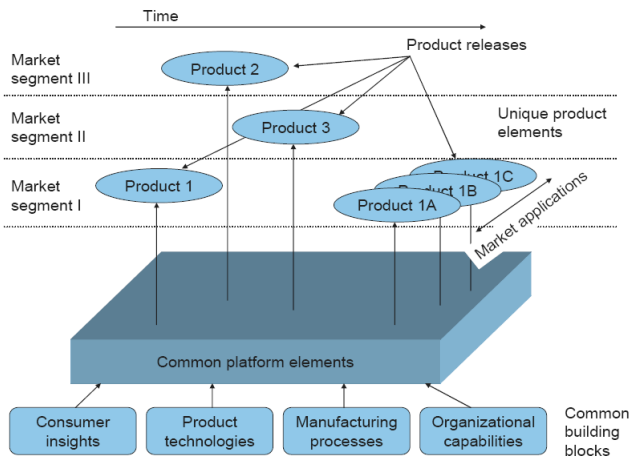 Time
Product releases
Market
segment III
Product 2
Market
segment II
Product 3
Unique product
elements
Market
segment I
Product 1
Product 1C
Product 1B
Product 1A
Market applications
Common platform elements
Consumer
insights
Product
technologies
Manufacturing
processes
Organizational
capabilities
Common
building
blocks